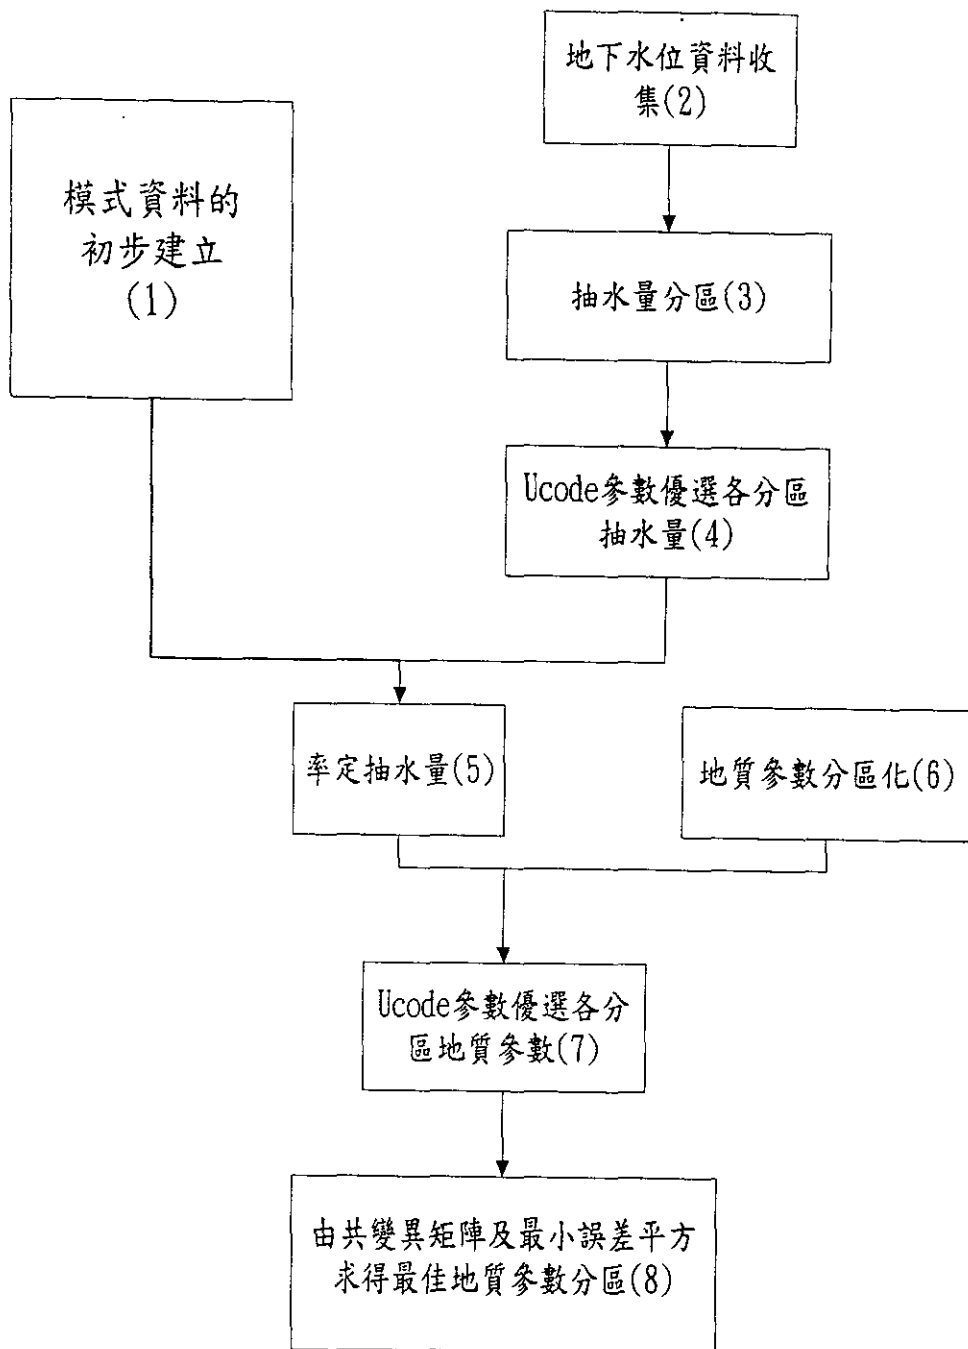 地下水位資料收
集(2)
模式資料的
初步建立
(1)
抽水量分區(3)
Ucode參數優選各分區
抽水量(4)
率定抽水量(5)
地質參數分區化(6)
Ucode參數優選各分
區地質參數(7)
由共變異矩陣及最小誤差平方
求得最佳地質參數分區(8)